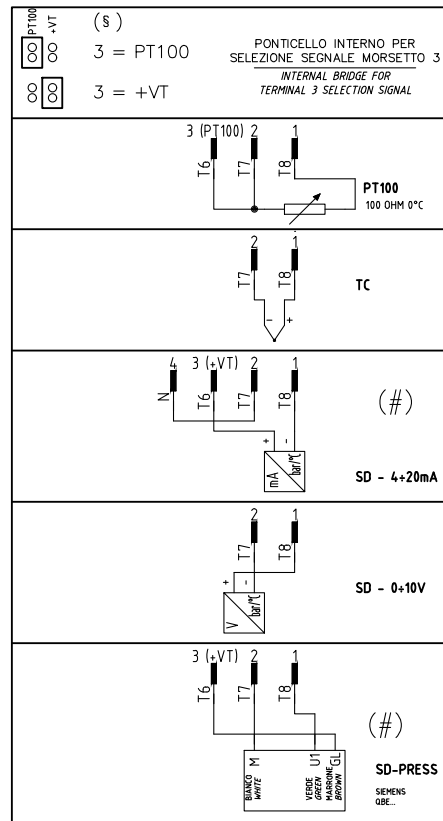 PT100
+VT
(§)
3 = PT100
3 = +VT
PONTICELLO INTERNO PER
SELEZIONE SEGNALE MORSETTO 3
INTERNAL BRIDGE FOR
TERMINAL 3 SELECTION SIGNAL
3 (PT100) 2 1
T6 T7 T8
PT100
100 OHM 0°C
2 1
T7 T8
TC
- +
4 3 (+VT) 2 1
N T6 T7 T8
(#)
+ -
mA bar/°C
SD - 4÷20mA
2 1
T7 T8
+ -
V bar/°C
SD - 0÷10V
3 (+VT) 2 1
T6 T7 T8
(#)
BIANCO
WHITE
M
U1
VERDE
GREEN
MARRONE
BROWN
GL
SD-PRESS
SIEMENS
QBE...